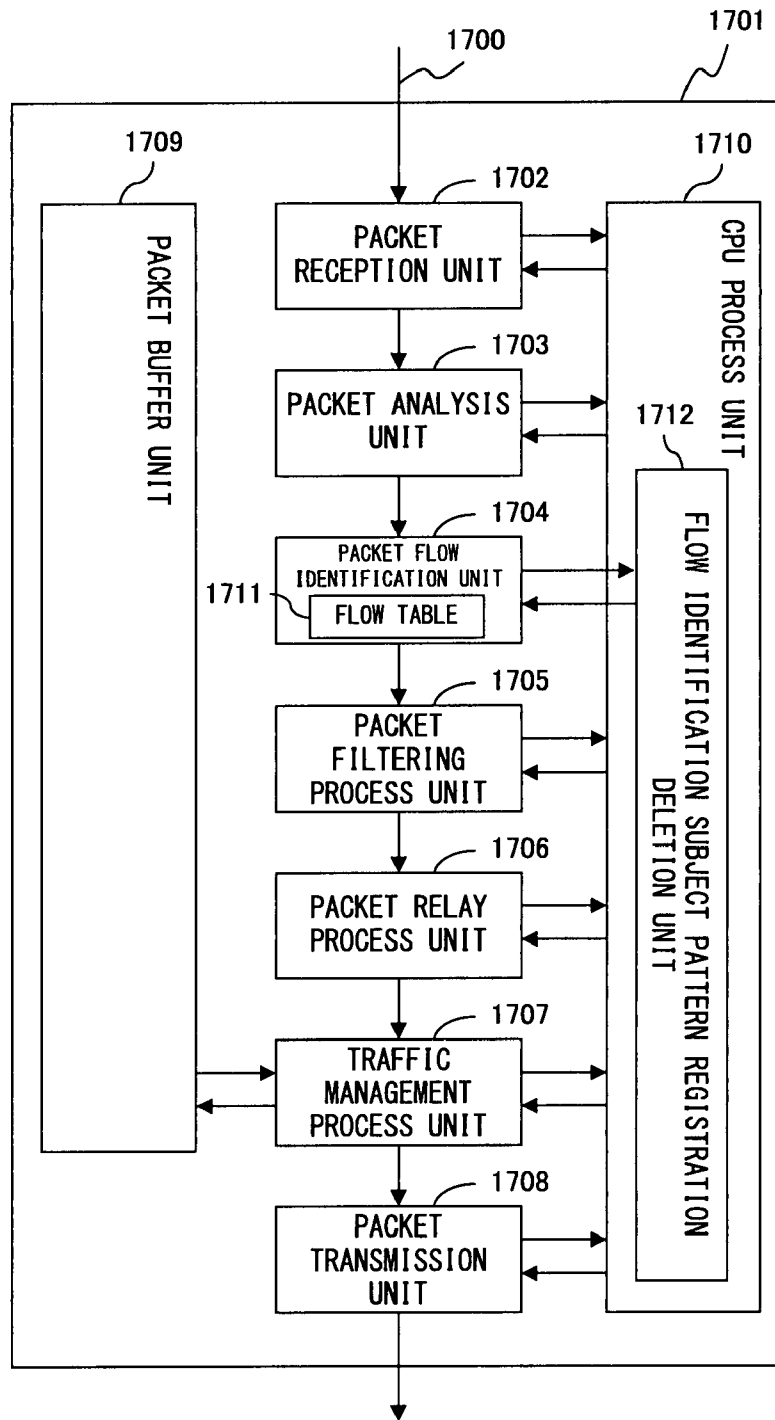 1700
1701
1709
PACKET BUFFER UNIT
1702
PACKET
RECEPTION UNIT
1710
CPU PROCESS UNIT
1703
PACKET ANALYSIS
UNIT
1712
FLOW IDENTIFICATION SUBJECT PATTERN REGISTRATION
DELETION UNIT
1704
PACKET FLOW
IDENTIFICATION UNIT
1711
FLOW TABLE
1705
PACKET
FILTERING
PROCESS UNIT
1706
PACKET RELAY
PROCESS UNIT
1707
TRAFFIC
MANAGEMENT
PROCESS UNIT
1708
PACKET
TRANSMISSION
UNIT